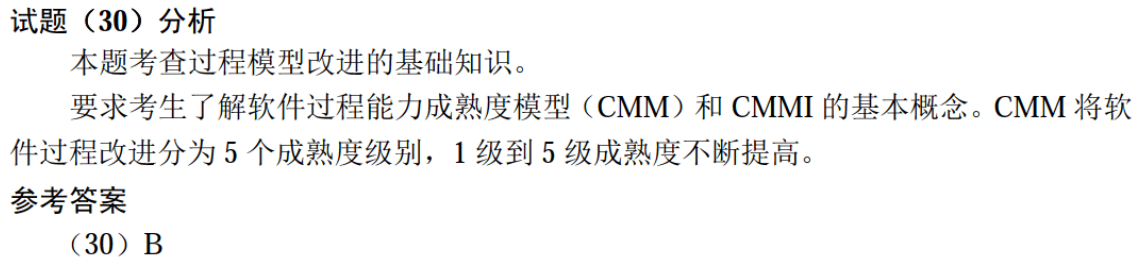 试题（30）分析
本题考查过程模型改进的基础知识。
要求考生了解软件过程能力成熟度模型（CMM）和 CMMI 的基本概念。CMM 将软
件过程改进分为 5 个成熟度级别，1 级到 5 级成熟度不断提高。
参考答案
（30）B